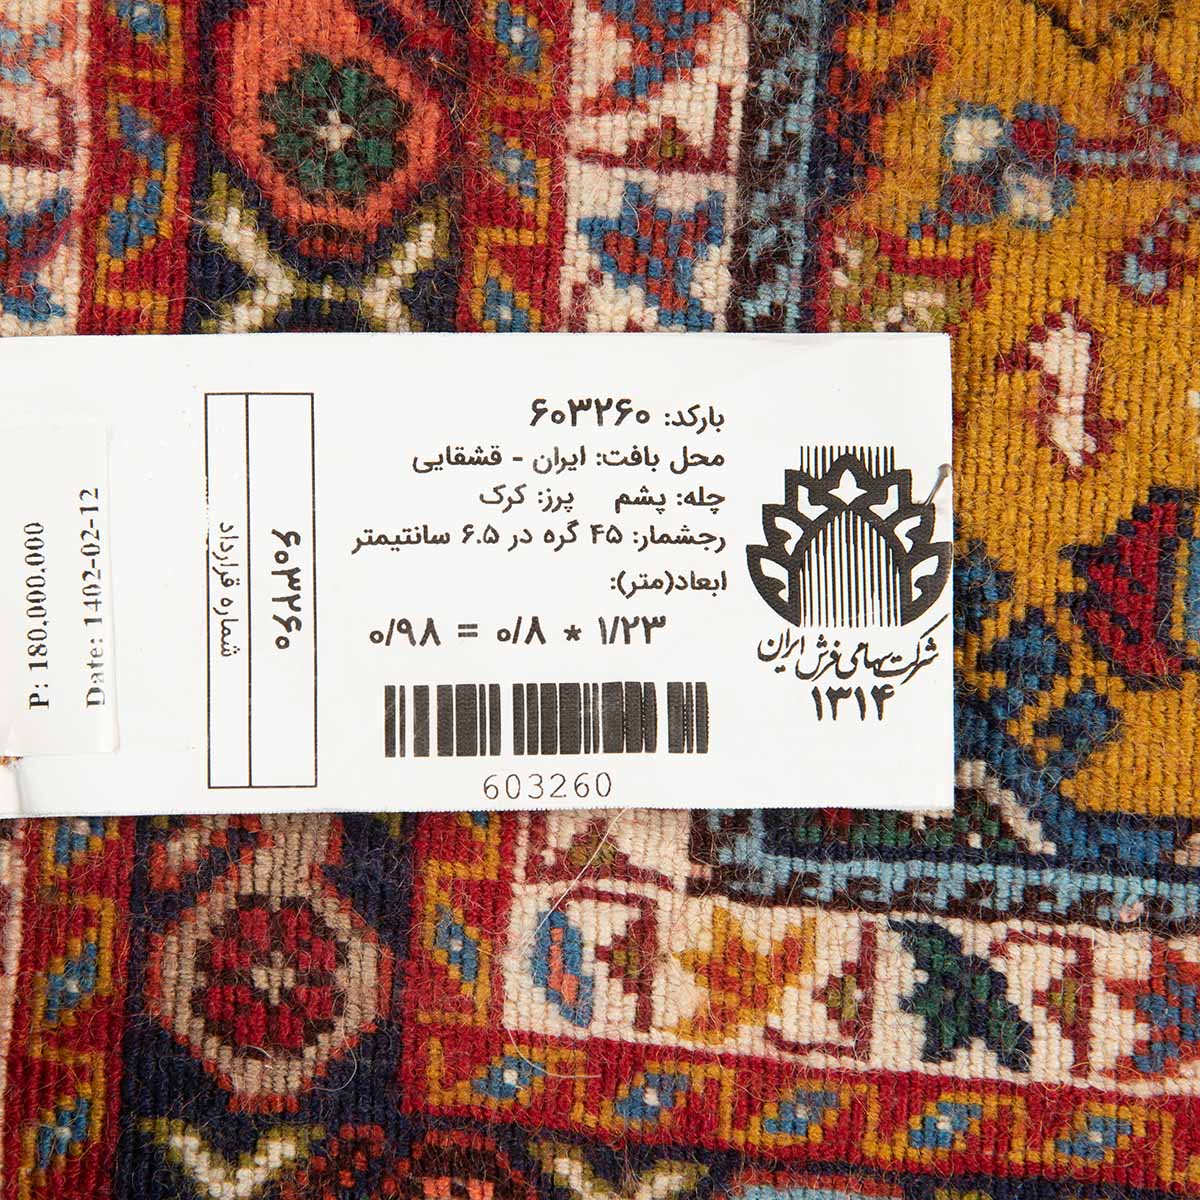 بارکد: ۶۰۳۲۶۰
محل بافت: ایران - قشقایی
چله: پشم پرز: کرک
رجشمار: ۴۵ گره در ۶.۵ سانتیمتر
ابعاد(متر):
۱/۲۳ * ۰/۸ = ۰/۹۸
603260
شرکت سهامی فرش ایران
۱۳۱۴
۶۰۳۲۶۰
شماره قرارداد
P: 180.000.000
Date: 1402-02-12